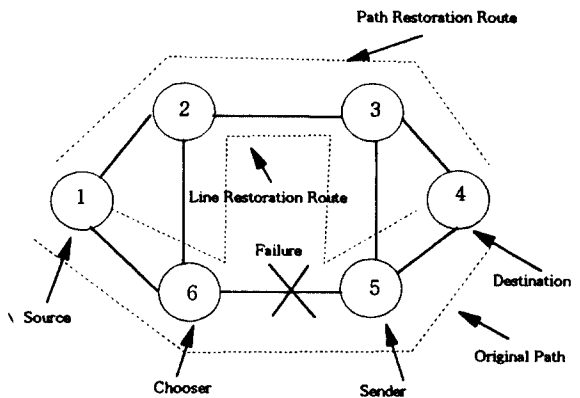 Path Restoration Route
2
3
1
Line Restoration Route
4
Failure
6
5
Destination
Source
Original Path
Chooser
Sender